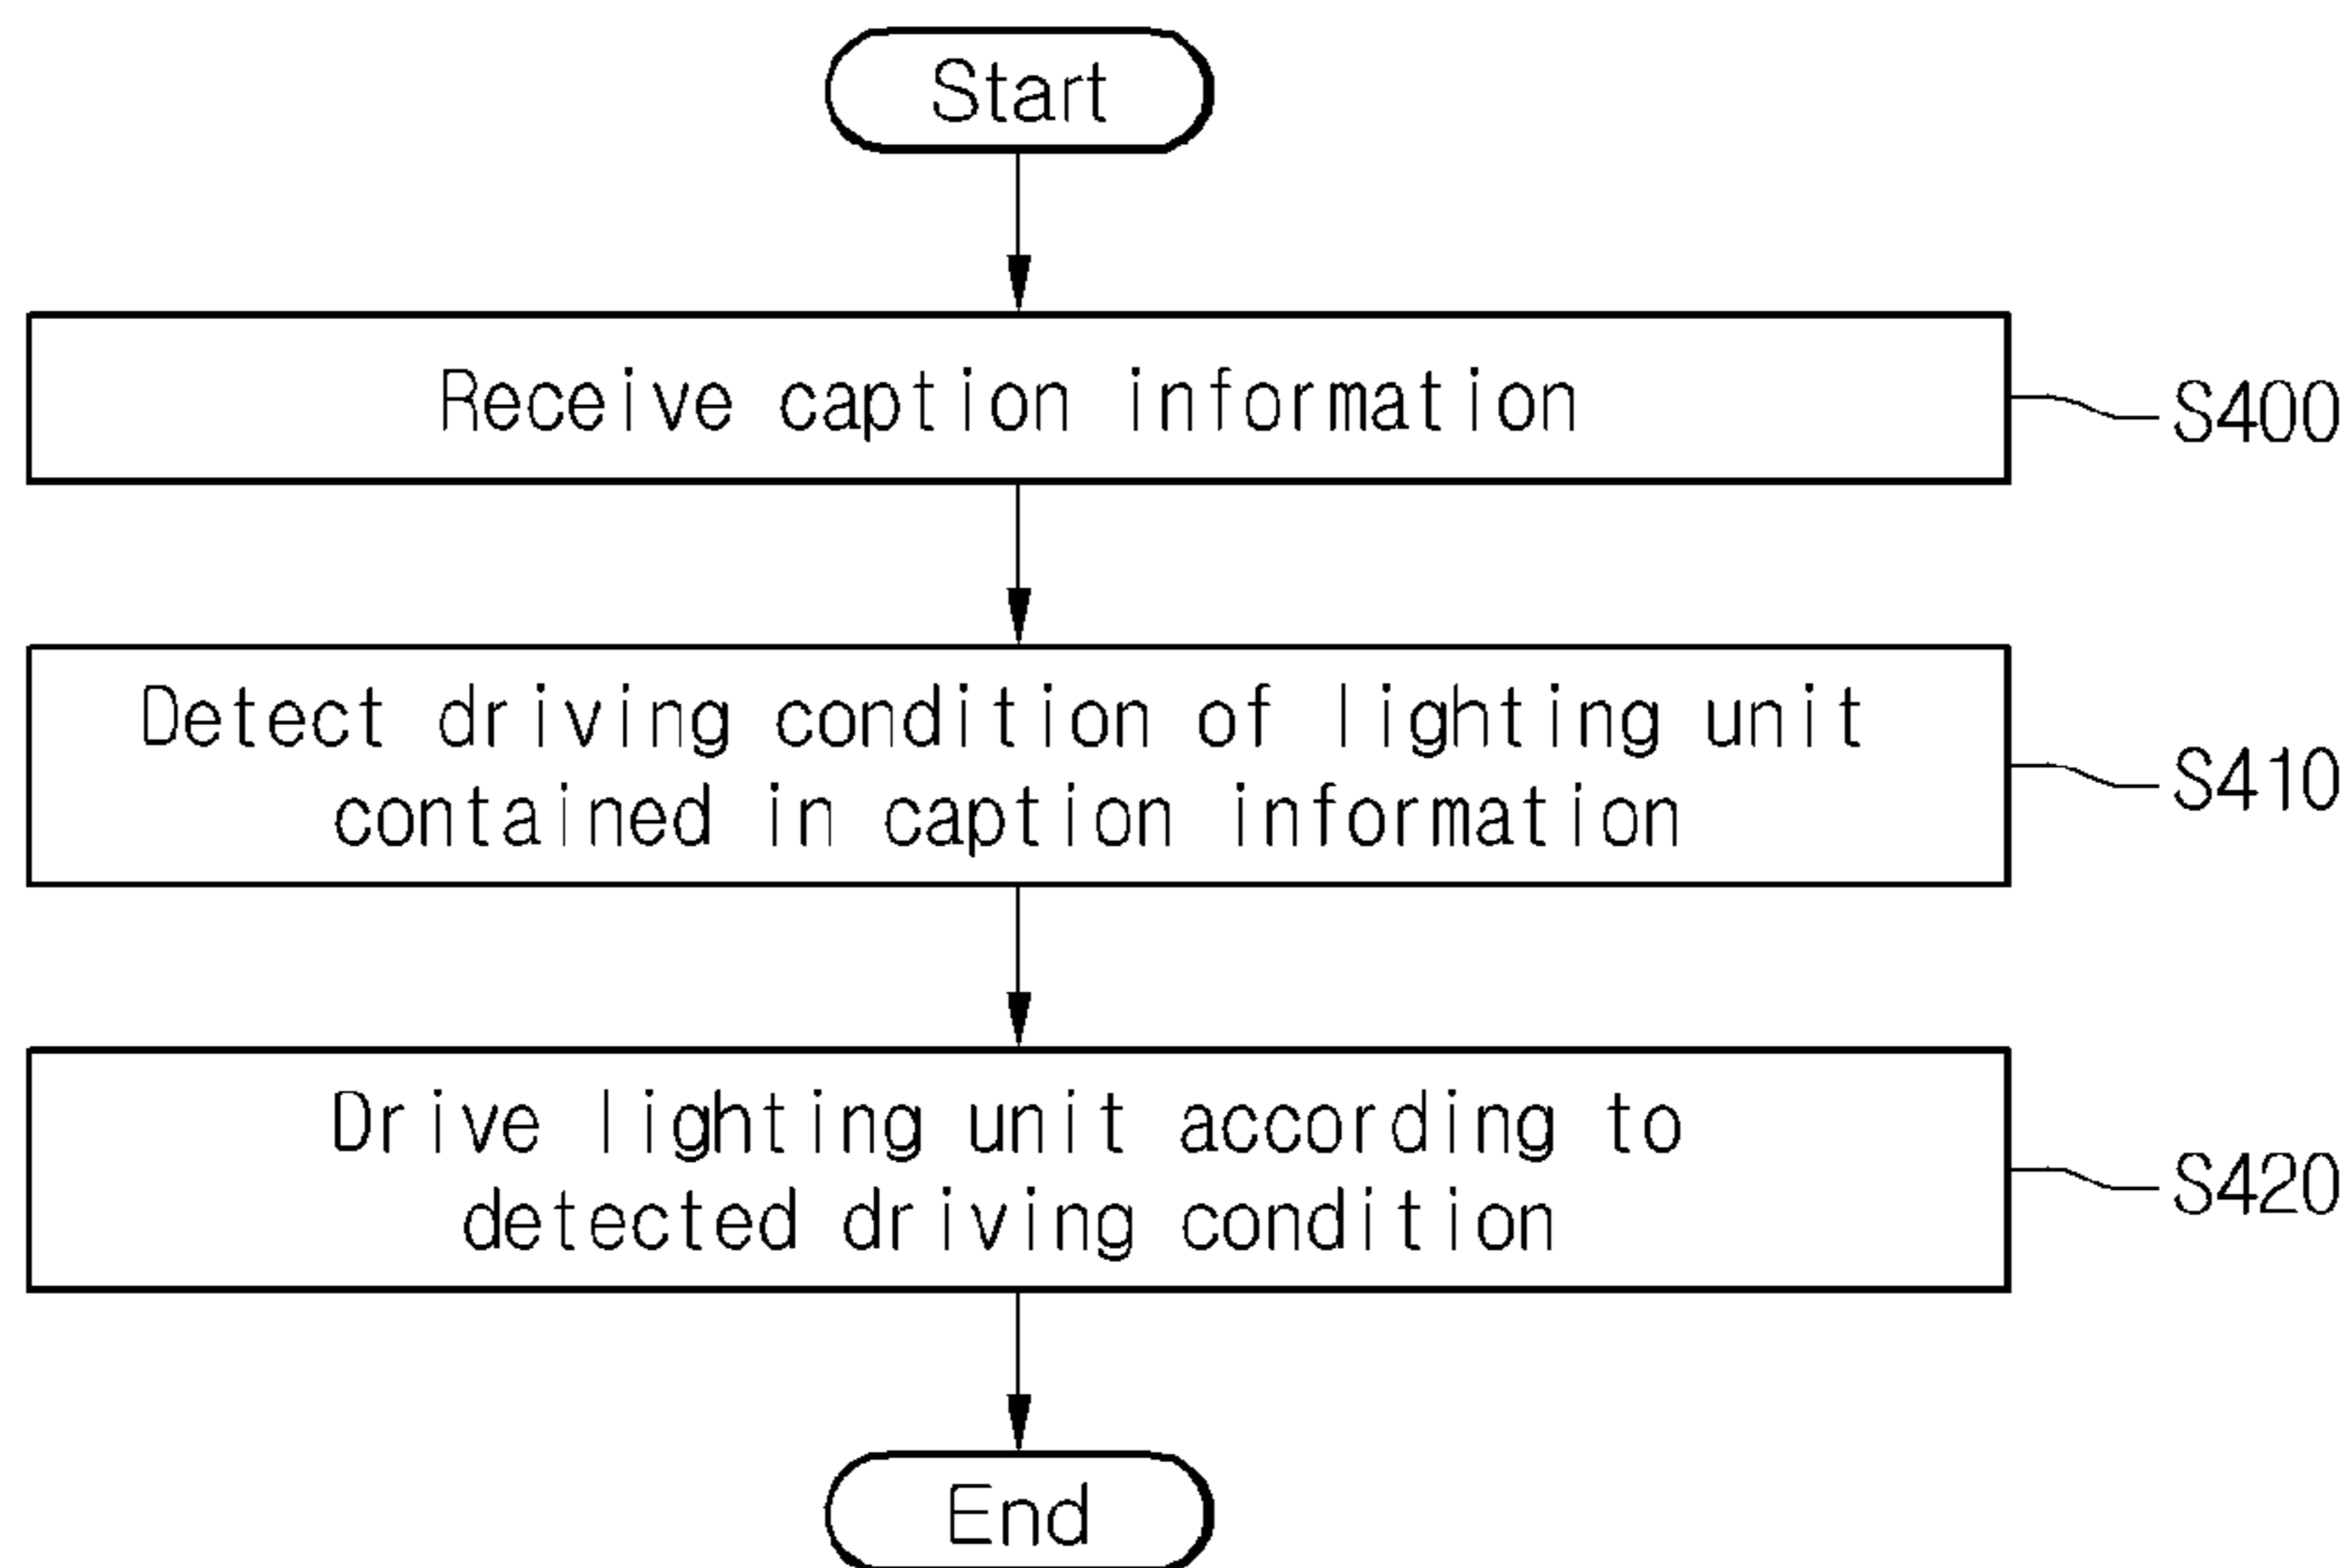 Start
Receive caption information
S400
Detect driving condition of lighting unit
contained in caption information
S410
Drive lighting unit according to
detected driving condition
S420
End